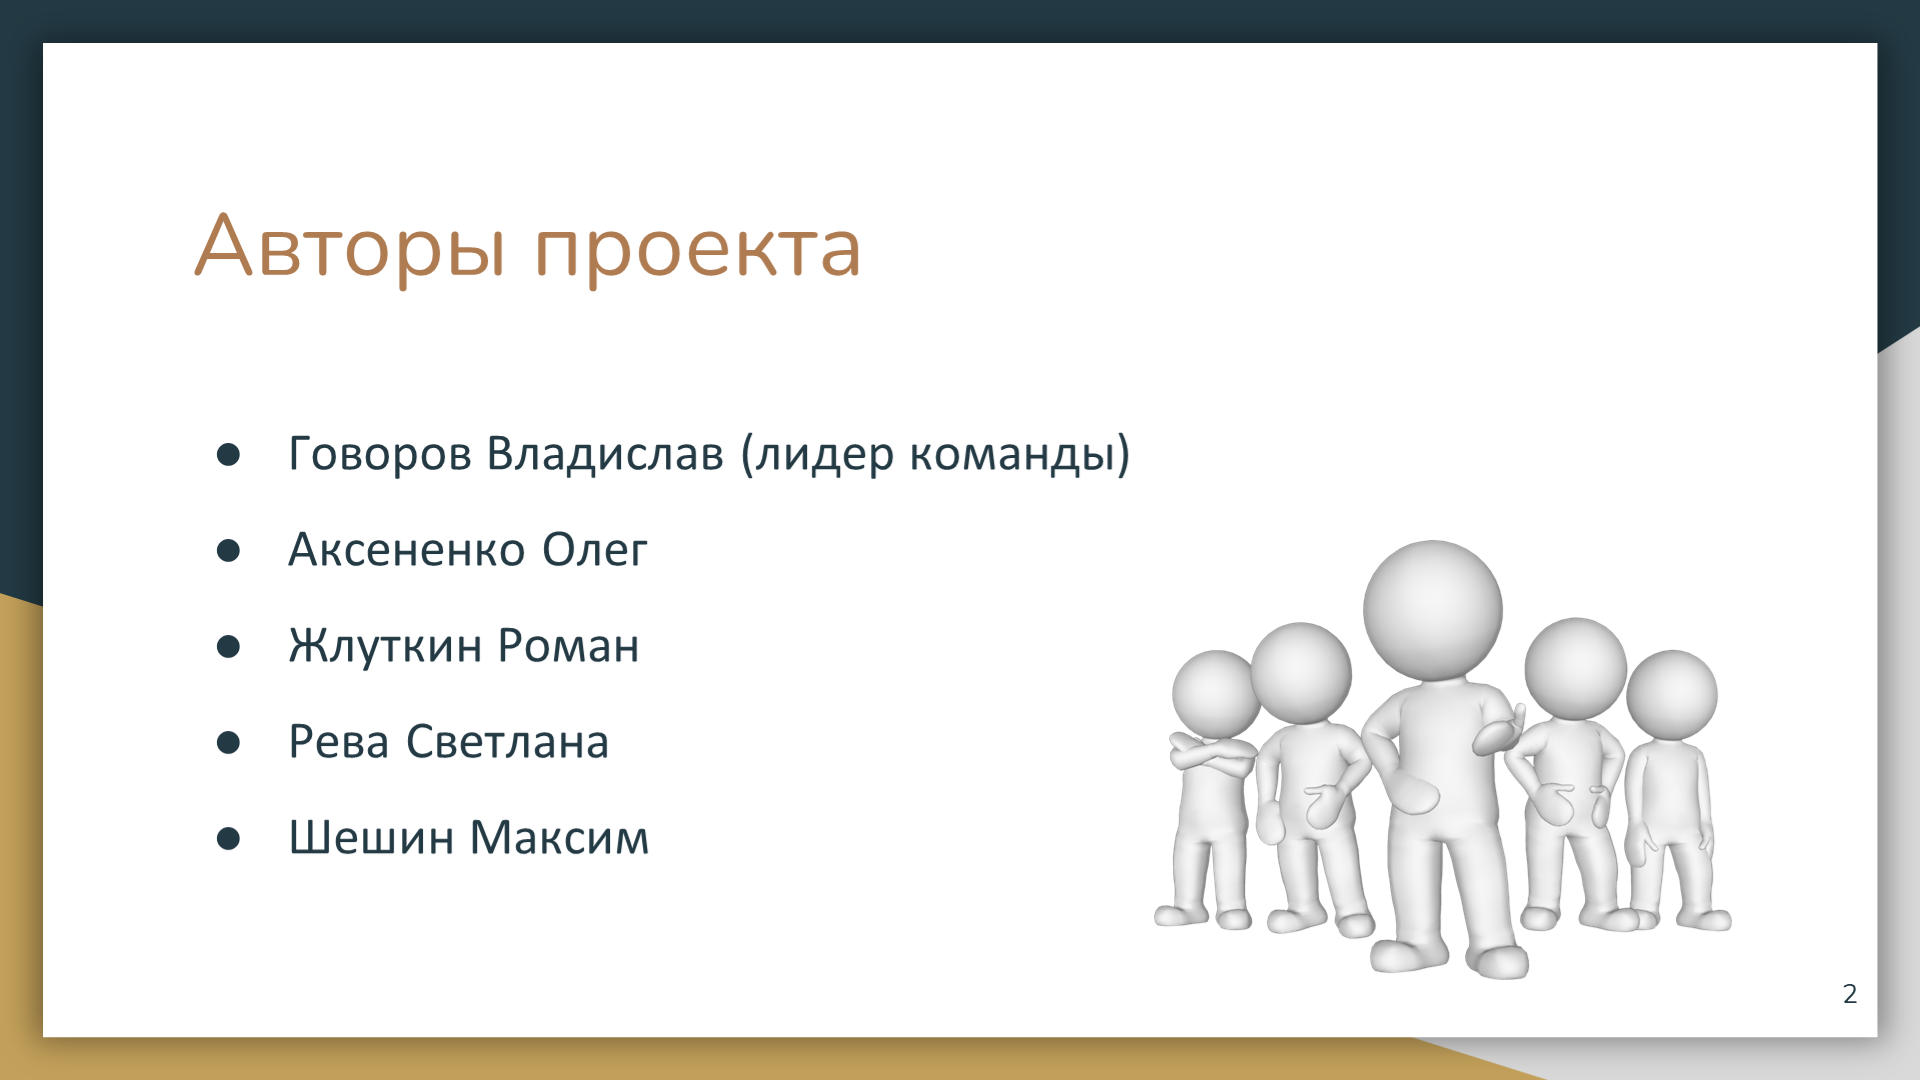 Авторы проекта
● Говоров Владислав (лидер команды)
● Аксененко Олег
● Жлуткин Роман
● Рева Светлана
● Шешин Максим
2